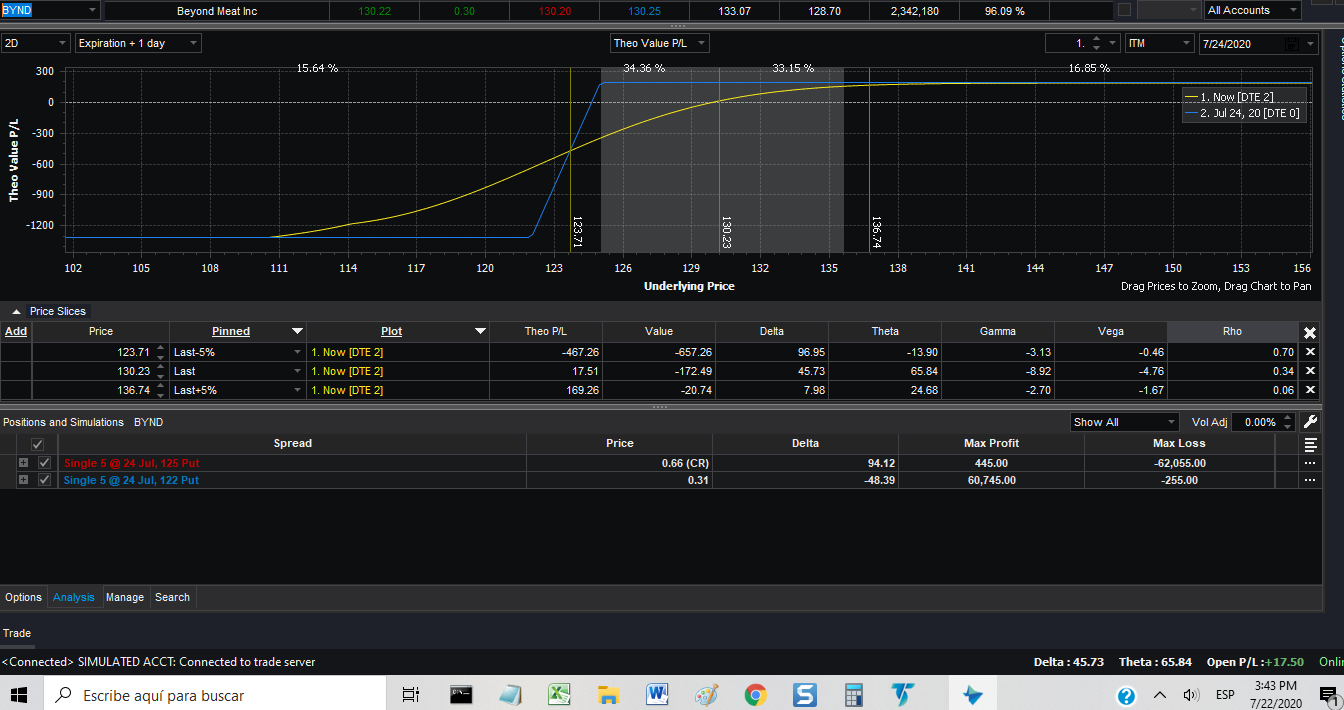 BYND Beyond Meat Inc 130.22 0.30 130.20 130.25 133.07 128.70 2,342,180 96.09 % All Accounts
2D Expiration + 1 day Theo Value P/L 1. ITM 7/24/2020
15.64 % 34.36 % 33.15 % 16.85 %
300
0
-300
-600
-900
-1200
Theo Value P/L
1. Now [DTE 2]
2. Jul 24, 20 [DTE 0]
123.71 130.23 136.74
102 105 108 111 114 117 120 123 126 129 132 135 138 141 144 147 150 153 156
Underlying Price
Drag Prices to Zoom, Drag Chart to Pan
Price Slices
Add Price Pinned Plot Theo P/L Value Delta Theta Gamma Vega Rho
123.71 Last-5% 1. Now [DTE 2] -467.26 -657.26 96.95 -13.90 -3.13 -0.46 0.70
130.23 Last 1. Now [DTE 2] 17.51 -172.49 45.73 65.84 -8.92 -4.76 0.34
136.74 Last+5% 1. Now [DTE 2] 169.26 -20.74 7.98 24.68 -2.70 -1.67 0.06
Positions and Simulations BYND Show All Vol Adj 0.00%
Spread Price Delta Max Profit Max Loss
Single 5 @ 24 Jul, 125 Put 0.66 (CR) 94.12 445.00 -62,055.00
Single 5 @ 24 Jul, 122 Put 0.31 -48.39 60,745.00 -255.00
Options Analysis Manage Search
Trade
<Connected> SIMULATED ACCT: Connected to trade server Delta : 45.73 Theta : 65.84 Open P/L :+17.50 Onli
Escribe aquí para buscar
ESP
3:43 PM
7/22/2020
1